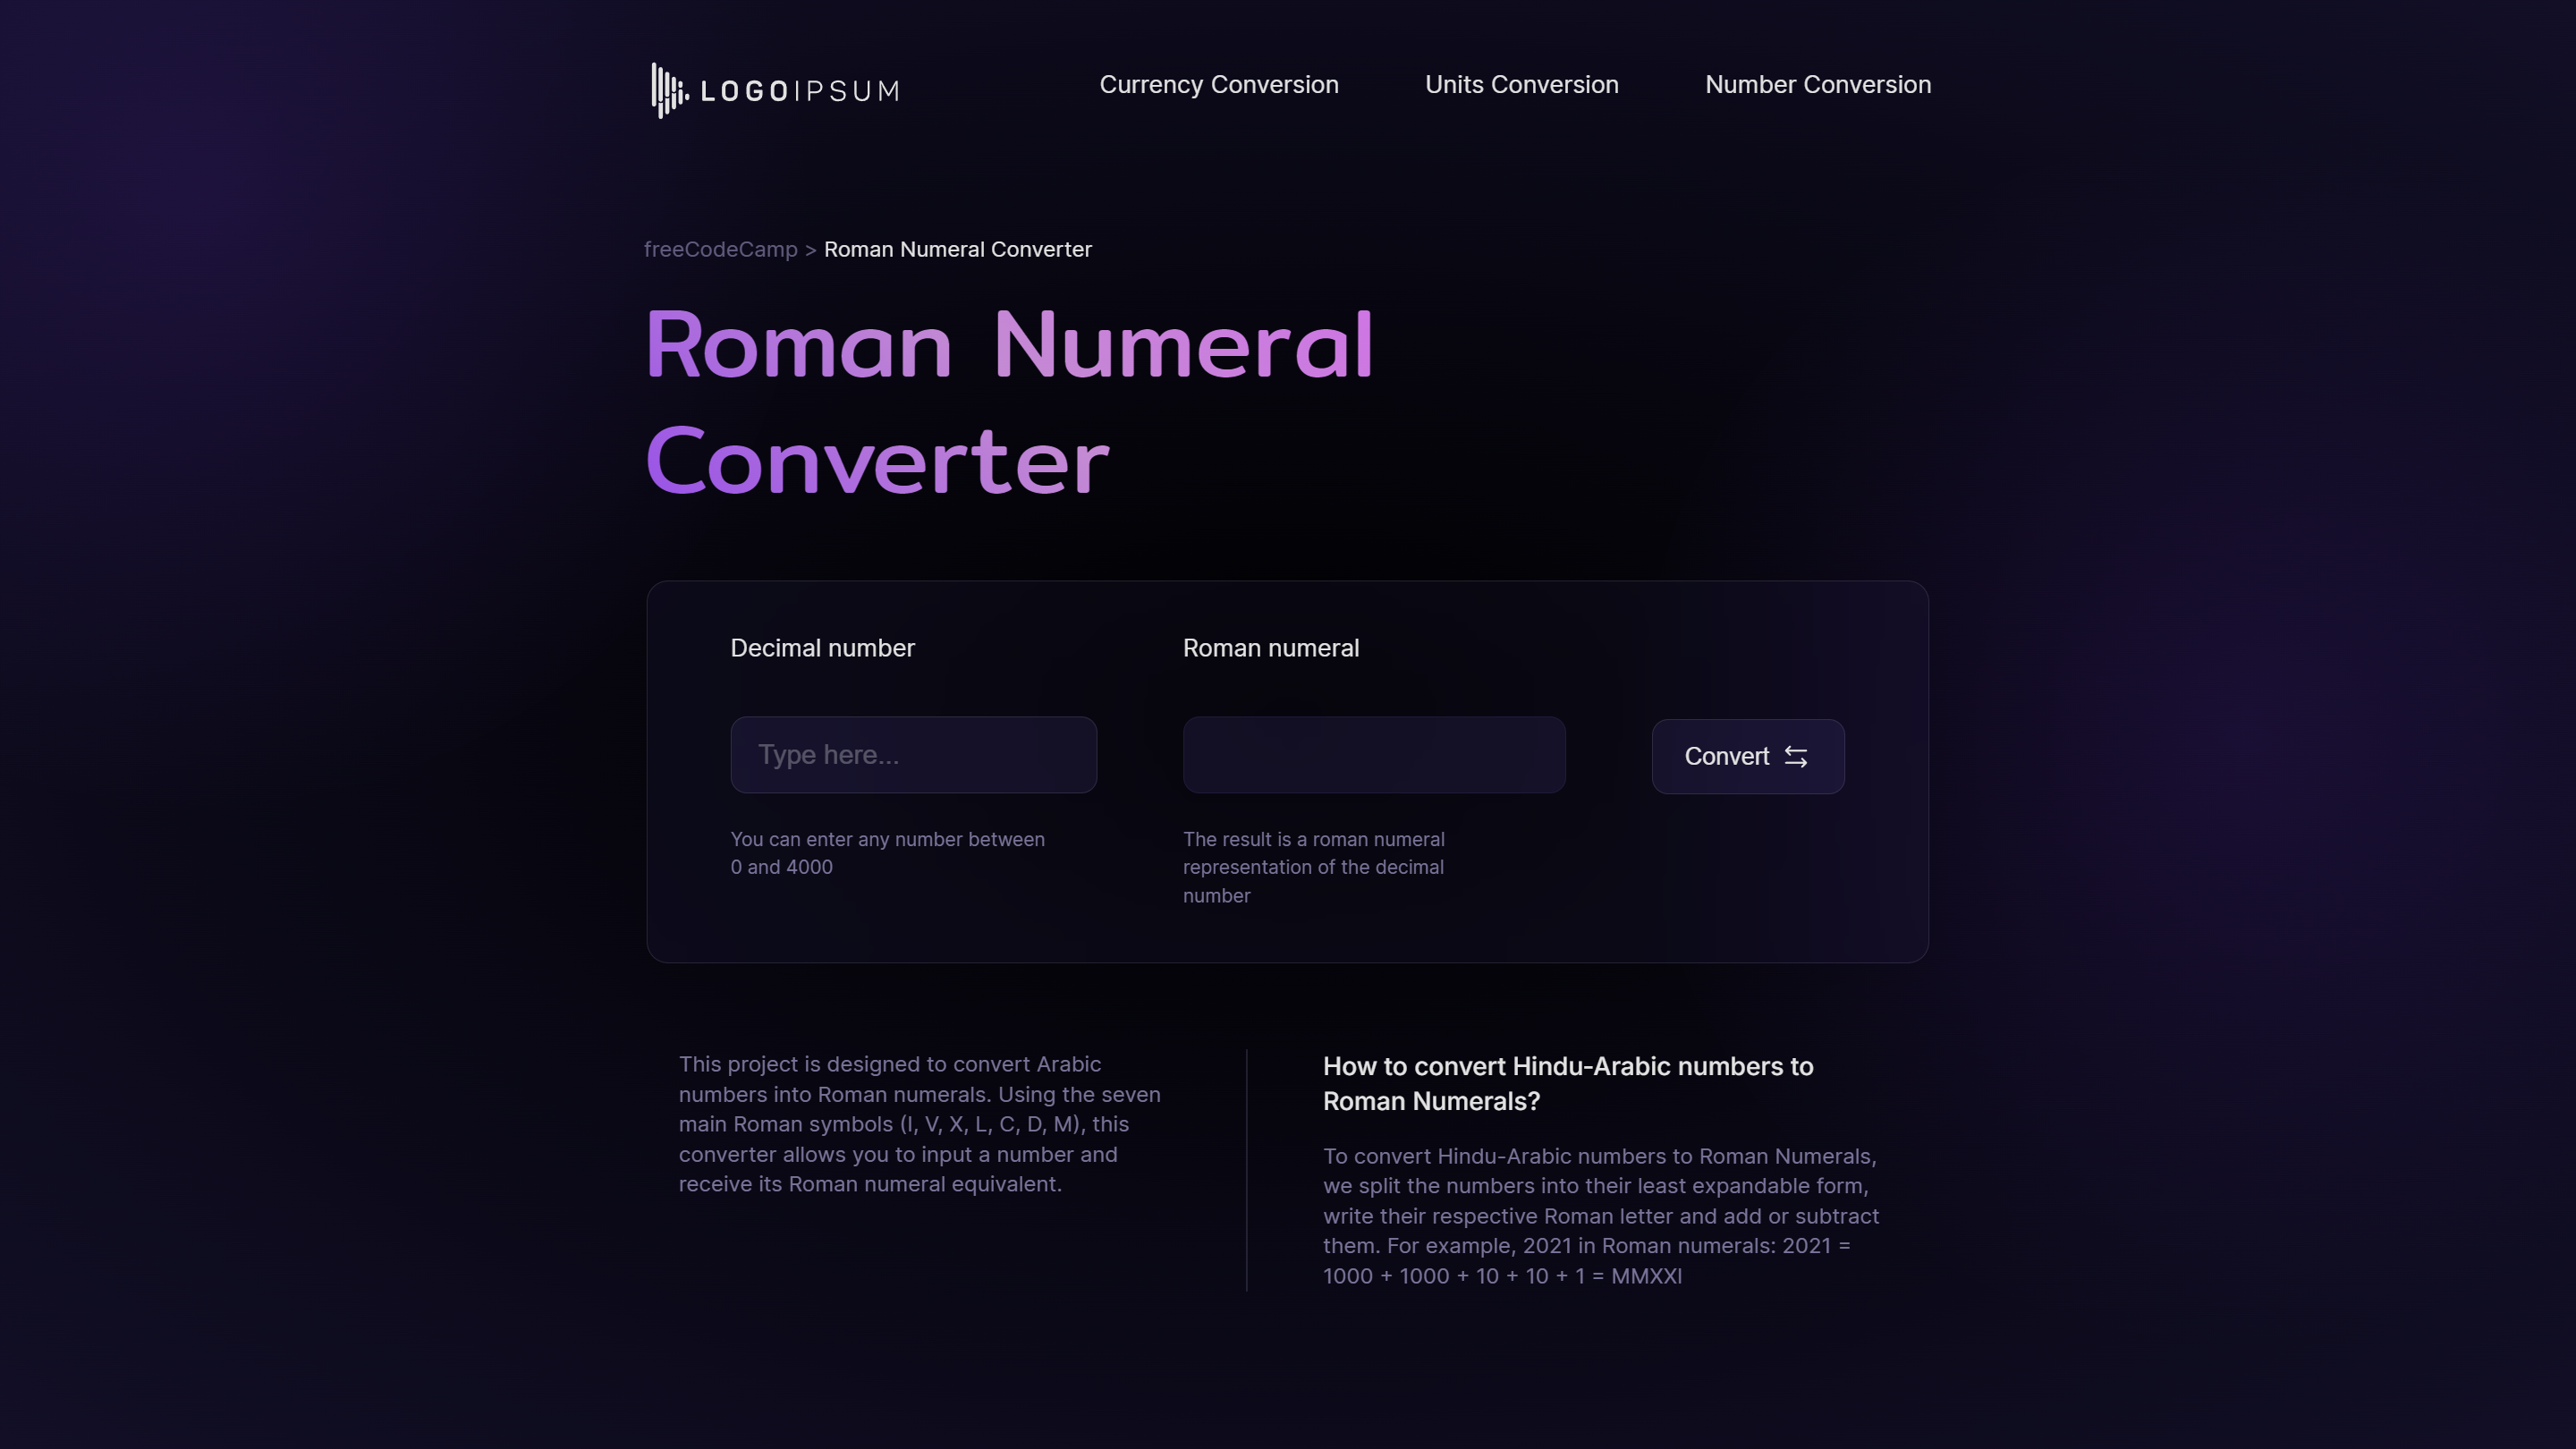 LOGOIPSUM
Currency Conversion
Units Conversion
Number Conversion
freeCodeCamp > Roman Numeral Converter
Roman Numeral
Converter
Decimal number
Type here...
You can enter any number between
0 and 4000
Roman numeral
The result is a roman numeral
representation of the decimal
number
Convert
This project is designed to convert Arabic
numbers into Roman numerals. Using the seven
main Roman symbols (I, V, X, L, C, D, M), this
converter allows you to input a number and
receive its Roman numeral equivalent.
How to convert Hindu-Arabic numbers to
Roman Numerals?
To convert Hindu-Arabic numbers to Roman Numerals,
we split the numbers into their least expandable form,
write their respective Roman letter and add or subtract
them. For example, 2021 in Roman numerals: 2021 =
1000 + 1000 + 10 + 10 + 1 = MMXXI